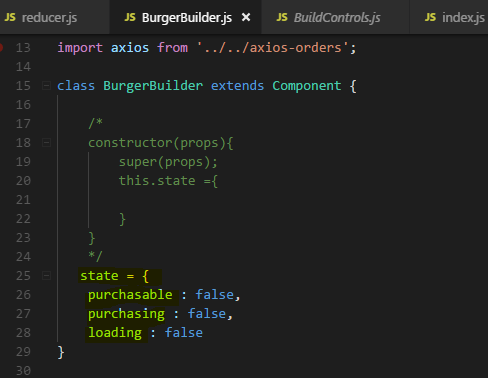 JS reducer.js JS BurgerBuilder.js × JS BuildControls.js JS index.js
13 import axios from '../../axios-orders';
14
15 class BurgerBuilder extends Component {
16
17 /*
18 constructor(props){
19 super(props);
20 this.state ={
21
22 }
23 }
24 */
25 state = {
26 purchasable : false,
27 purchasing : false,
28 loading : false
29 }
30